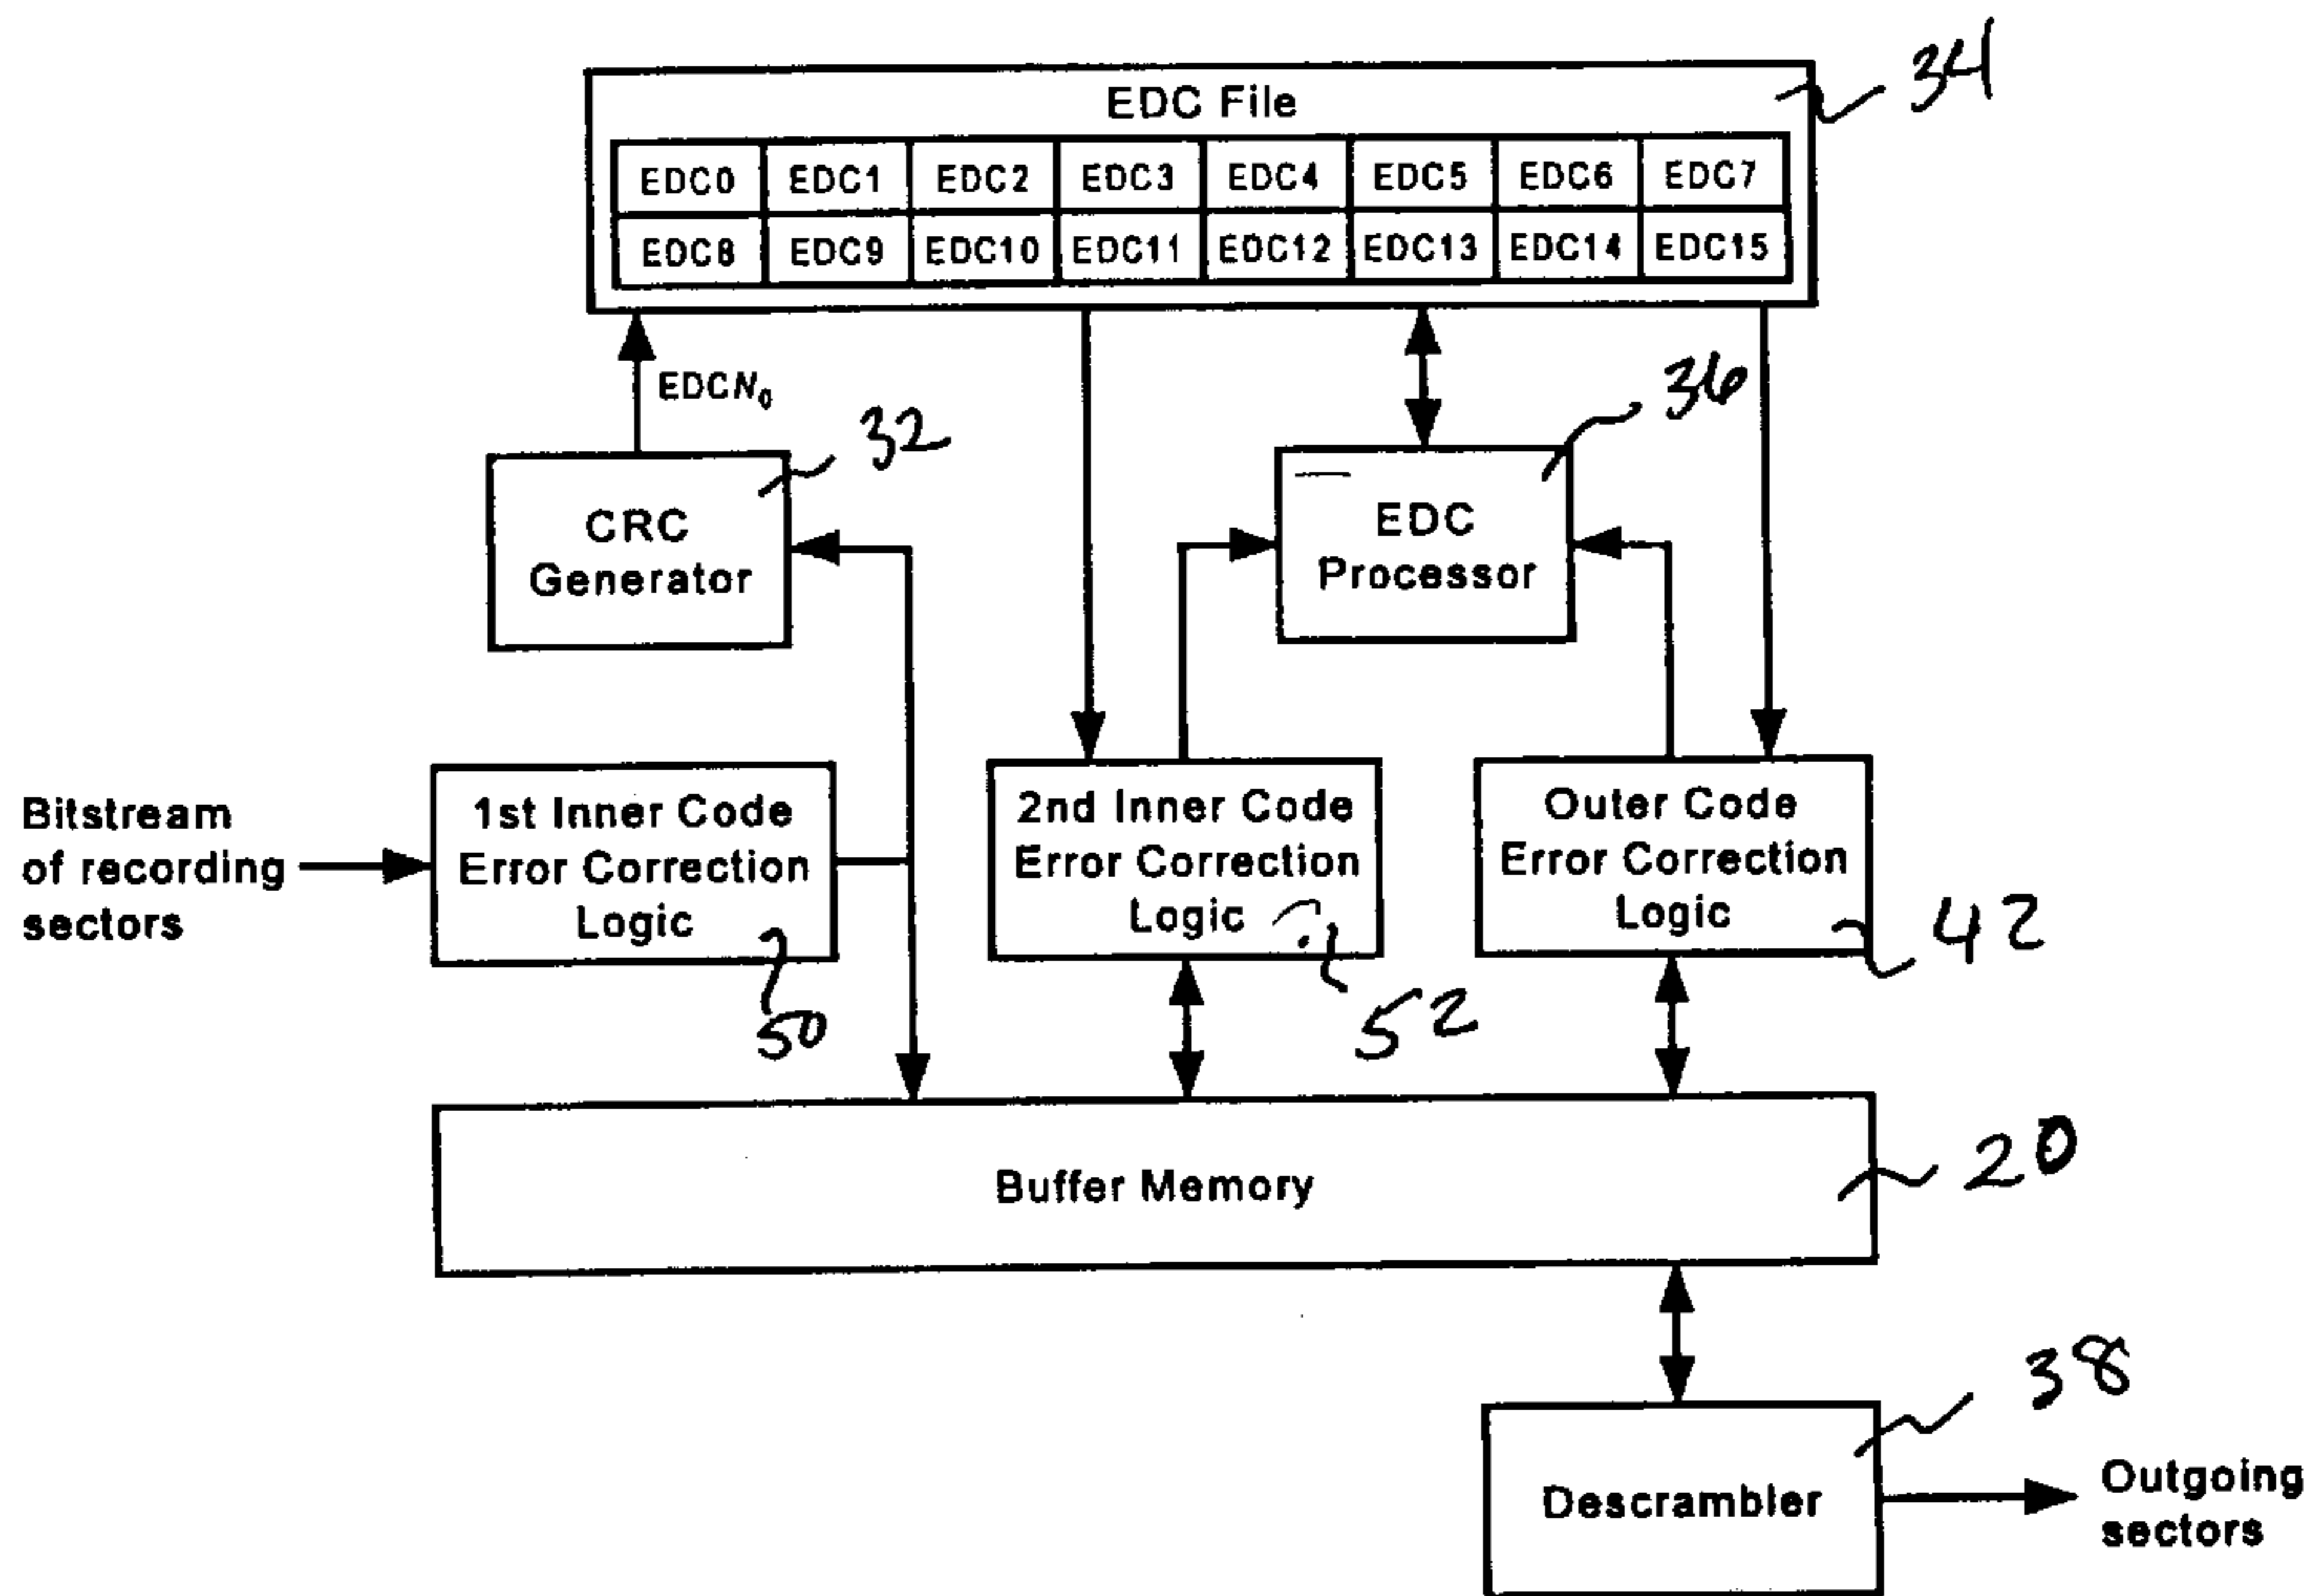 EDC File
34
EDC0 EDC1 EDC2 EDC3 EDC4 EDC5 EDC6 EDC7
EDC8 EDC9 EDC10 EDC11 EDC12 EDC13 EDC14 EDC15
EDCN₀
32
36
CRC
Generator
EDC
Processor
Bitstream
of recording
sectors
1st Inner Code
Error Correction
Logic
50
2nd Inner Code
Error Correction
Logic
52
Outer Code
Error Correction
Logic
42
Buffer Memory
20
38
Descrambler
Outgoing
sectors